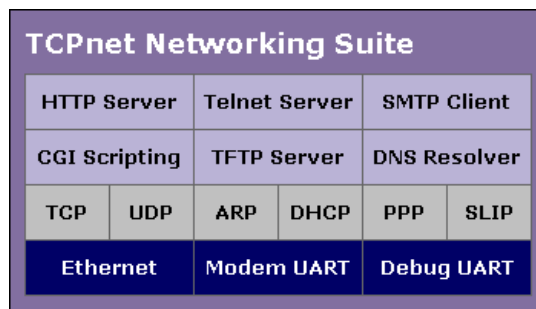 TCPnet Networking Suite
HTTP Server Telnet Server SMTP Client
CGI Scripting TFTP Server DNS Resolver
TCP UDP ARP DHCP PPP SLIP
Ethernet Modem UART Debug UART